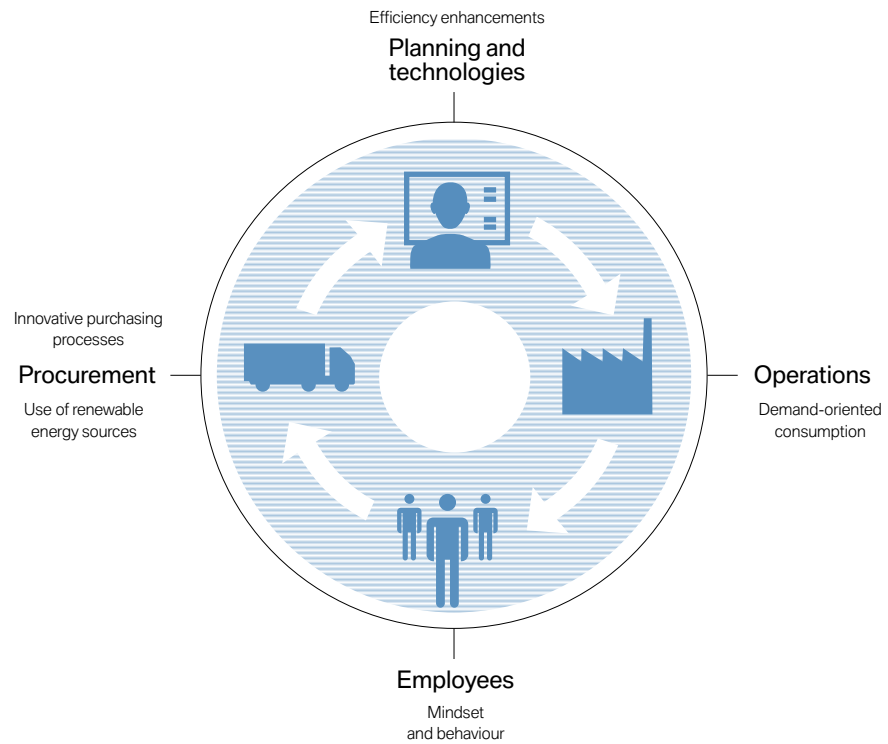 Efficiency enhancements
Planning and
technologies
Innovative purchasing
processes
Procurement
Use of renewable
energy sources
Operations
Demand-oriented
consumption
Employees
Mindset
and behaviour